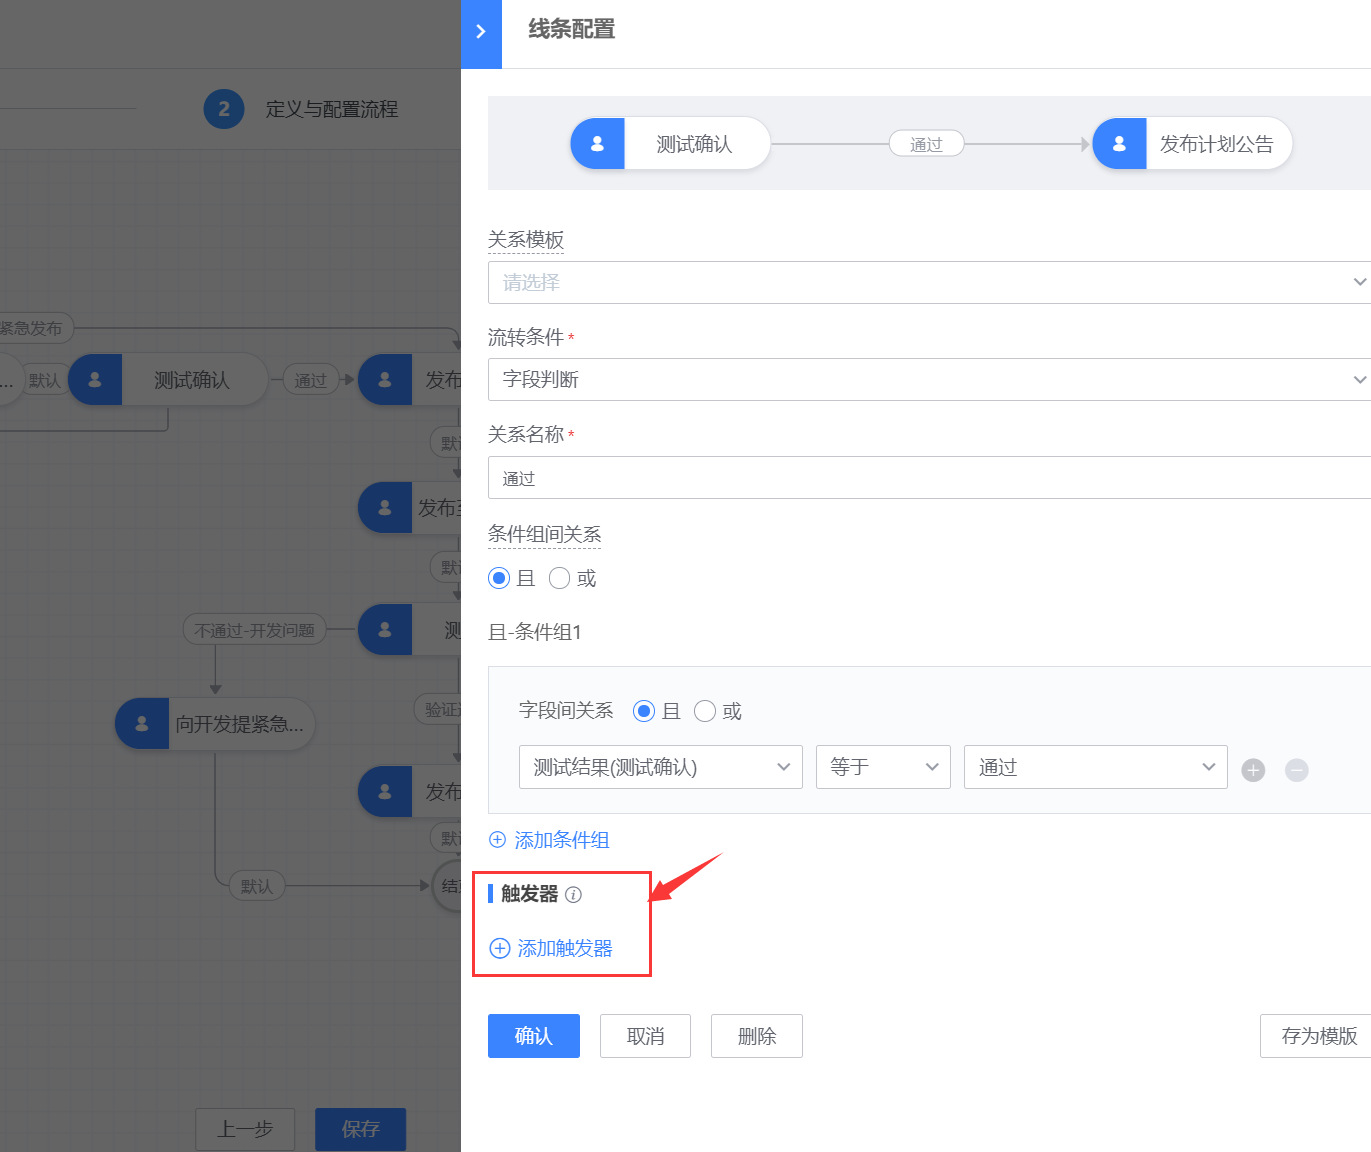 线条配置
2 定义与配置流程
测试确认 通过 发布计划公告
关系模板
请选择
流转条件*
字段判断
关系名称*
通过
条件组间关系
且 或
且-条件组1
字段间关系 且 或
测试结果(测试确认) 等于 通过
添加条件组
触发器
添加触发器
确认 取消 删除 存为模版
紧急发布
... 默认 测试确认 通过 发布
默
发布
默
不通过-开发问题 测
向开发提紧急... 验证
发布
默
默认 结
上一步 保存